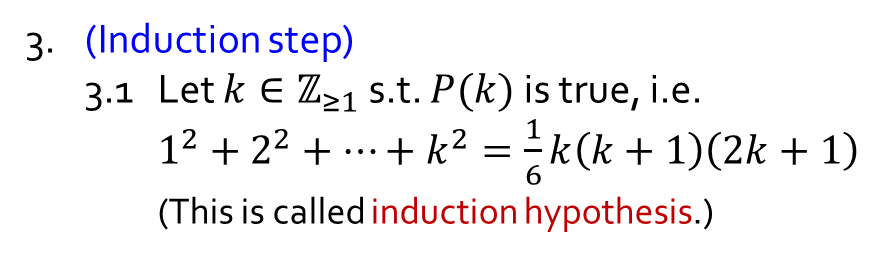 3. (Induction step)
3.1 Let k ∈ ℤ≥1 s.t. P(k) is true, i.e.
1² + 2² + ⋯ + k² = 1/6 k(k + 1)(2k + 1)
(This is called induction hypothesis.)